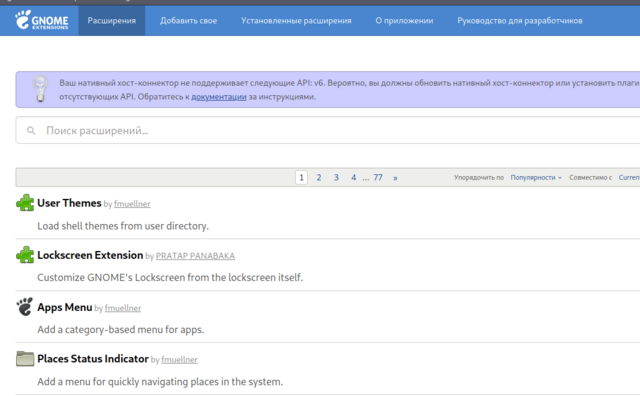 GNOME
EXTENSIONS
Расширения Добавить свое Установленные расширения О приложении Руководство для разработчиков
Ваш нативный хост-коннектор не поддерживает следующие API: v6. Вероятно, вы должны обновить нативный хост-коннектор или установить плаги
отсутствующих API. Обратитесь к документации за инструкциями.
Поиск расширений...
1 2 3 4 ... 77 » Упорядочить по Популярности Совместимо с Current
User Themes by fmuellner
Load shell themes from user directory.
Lockscreen Extension by PRATAP PANABAKA
Customize GNOME's Lockscreen from the lockscreen itself.
Apps Menu by fmuellner
Add a category-based menu for apps.
Places Status Indicator by fmuellner
Add a menu for quickly navigating places in the system.